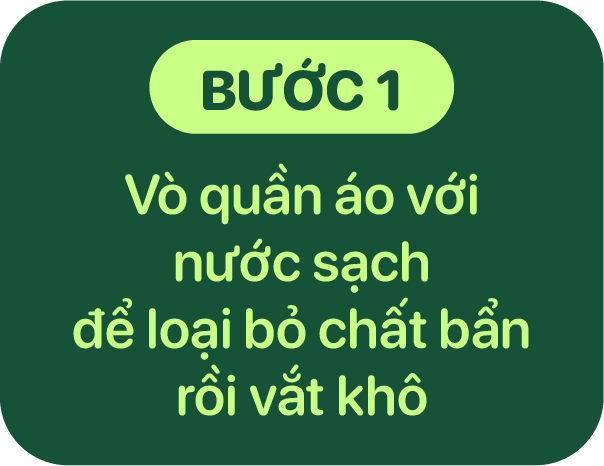 BƯỚC 1
Vò quần áo với
nước sạch
để loại bỏ chất bẩn
rồi vắt khô